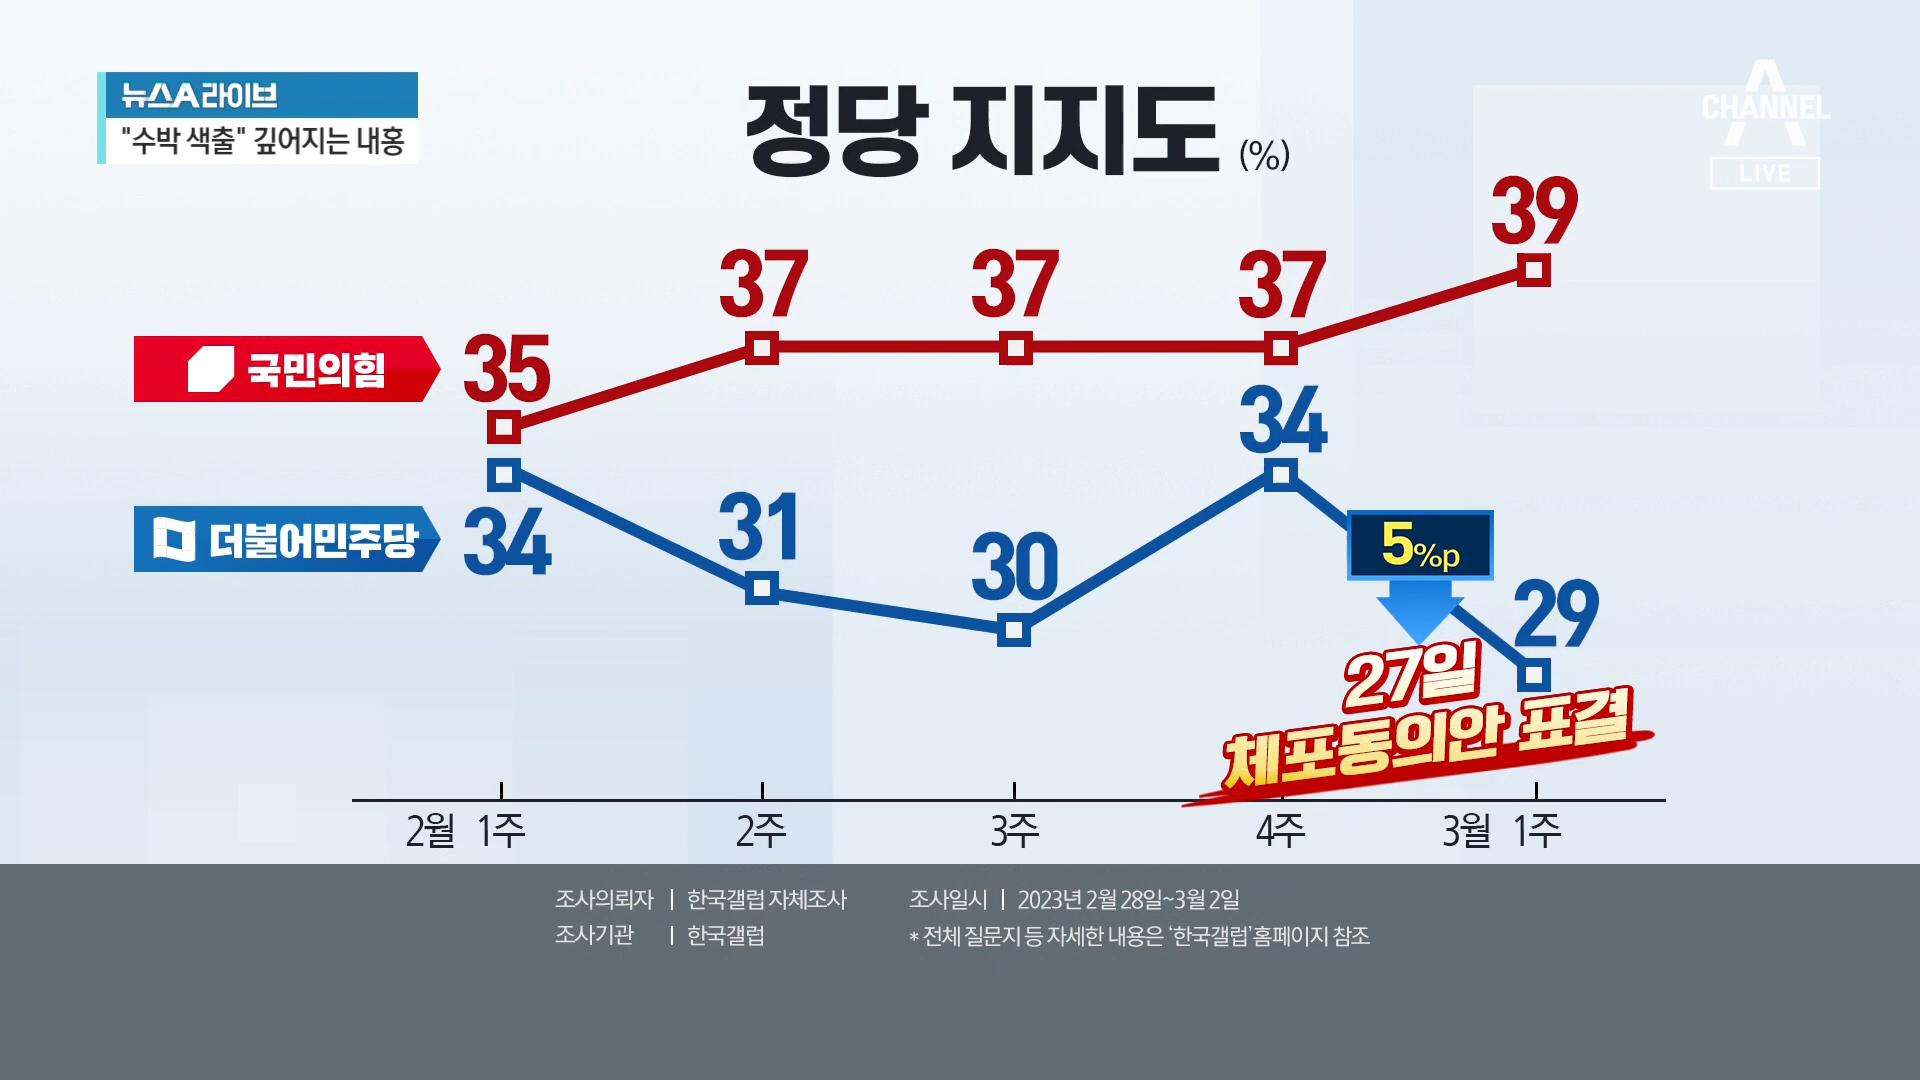 뉴스A 라이브
"수박 색출" 깊어지는 내홍
정당 지지도 (%)
CHANNEL A
LIVE
39
37 37 37
국민의힘 35
34
더불어민주당 34
31
30
5%p
29
27일
체포동의안 표결
2월 1주 2주 3주 4주 3월 1주
조사의뢰자 | 한국갤럽 자체조사 조사일시 | 2023년 2월 28일~3월 2일
조사기관 | 한국갤럽 * 전체 질문지 등 자세한 내용은 '한국갤럽'홈페이지 참조